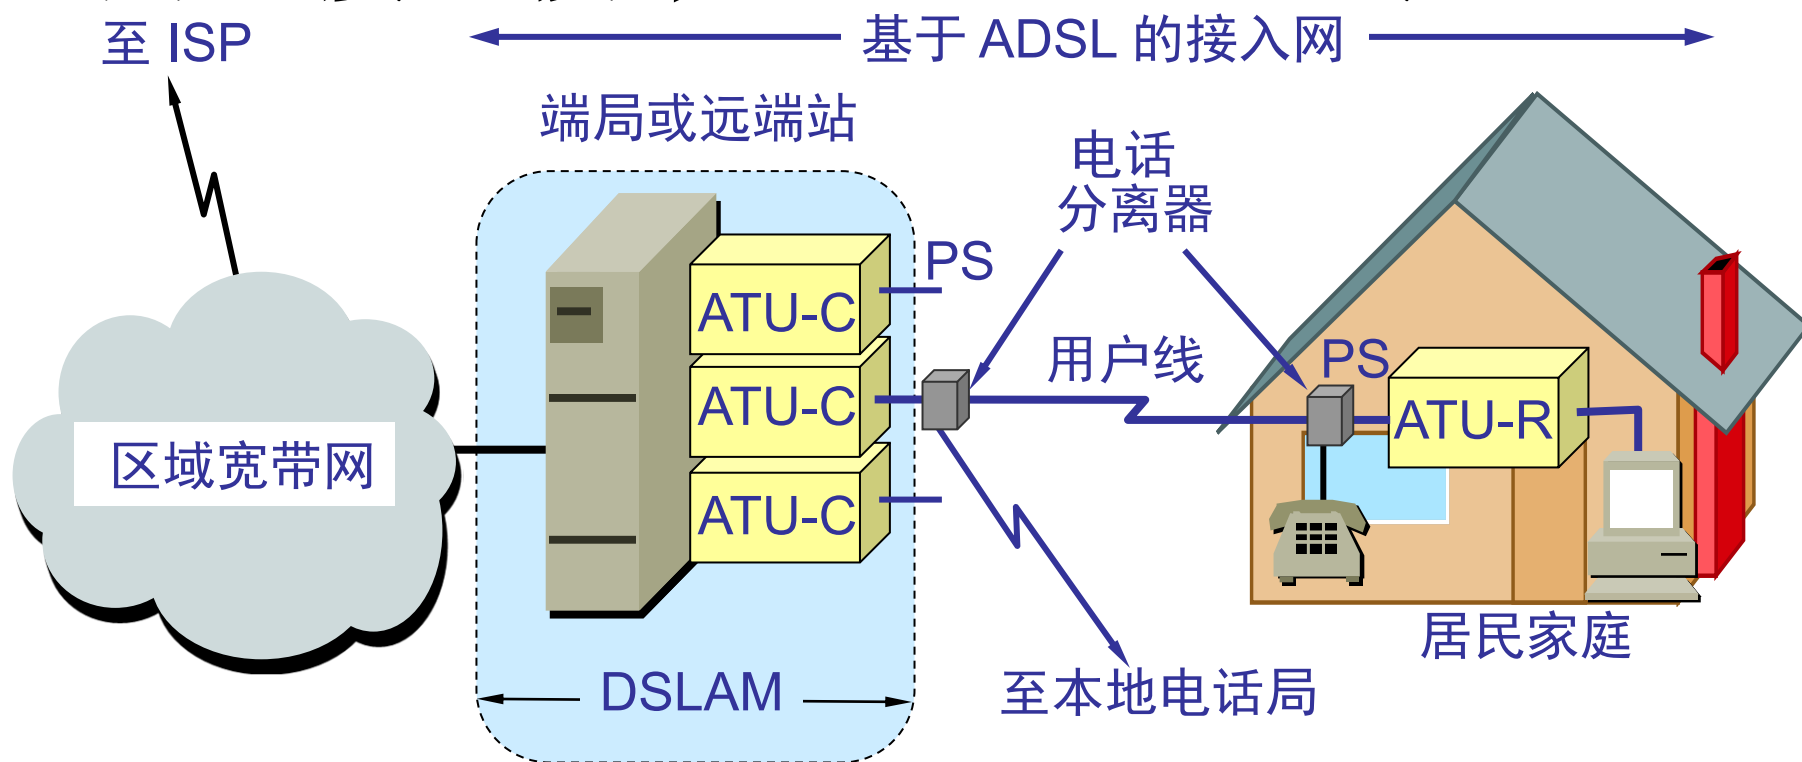 至 ISP
基于 ADSL 的接入网
端局或远端站
电话
分离器
PS
ATU-C
用户线
PS
ATU-C
ATU-R
区域宽带网
ATU-C
居民家庭
DSLAM
至本地电话局